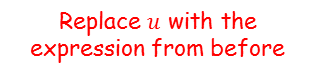 Replace u with the
expression from before